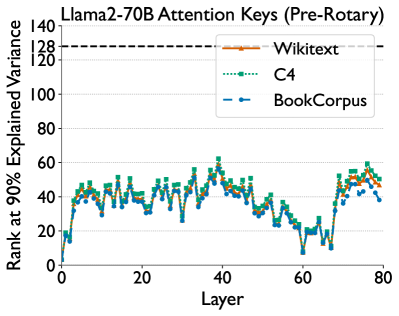 Llama2-70B Attention Keys (Pre-Rotary)
Rank at 90% Explained Variance
140
128
120
100
80
60
40
20
0
Wikitext
C4
BookCorpus
0 20 40 60 80
Layer